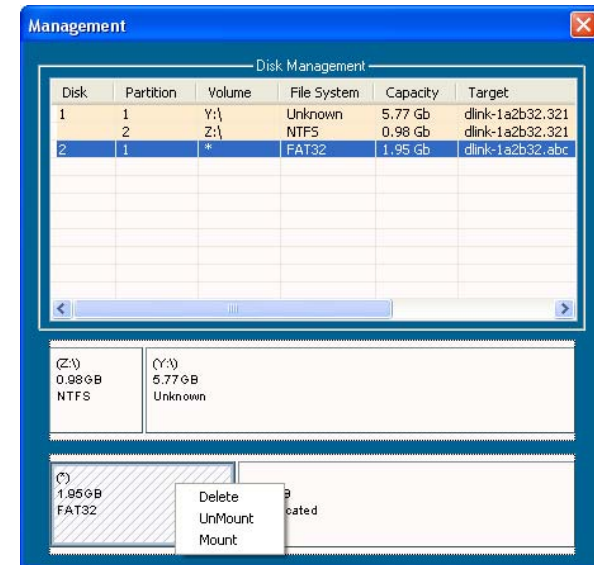 Management
Disk Management
Disk Partition Volume File System Capacity Target
1 1 Y:\ Unknown 5.77 Gb dlink-1a2b32.321
2 Z:\ NTFS 0.98 Gb dlink-1a2b32.321
2 1 * FAT32 1.95 Gb dlink-1a2b32.abc
(Z:\) (Y:\)
0.98GB 5.77GB
NTFS Unknown
(*)
1.95GB
FAT32 cated
Delete
UnMount
Mount